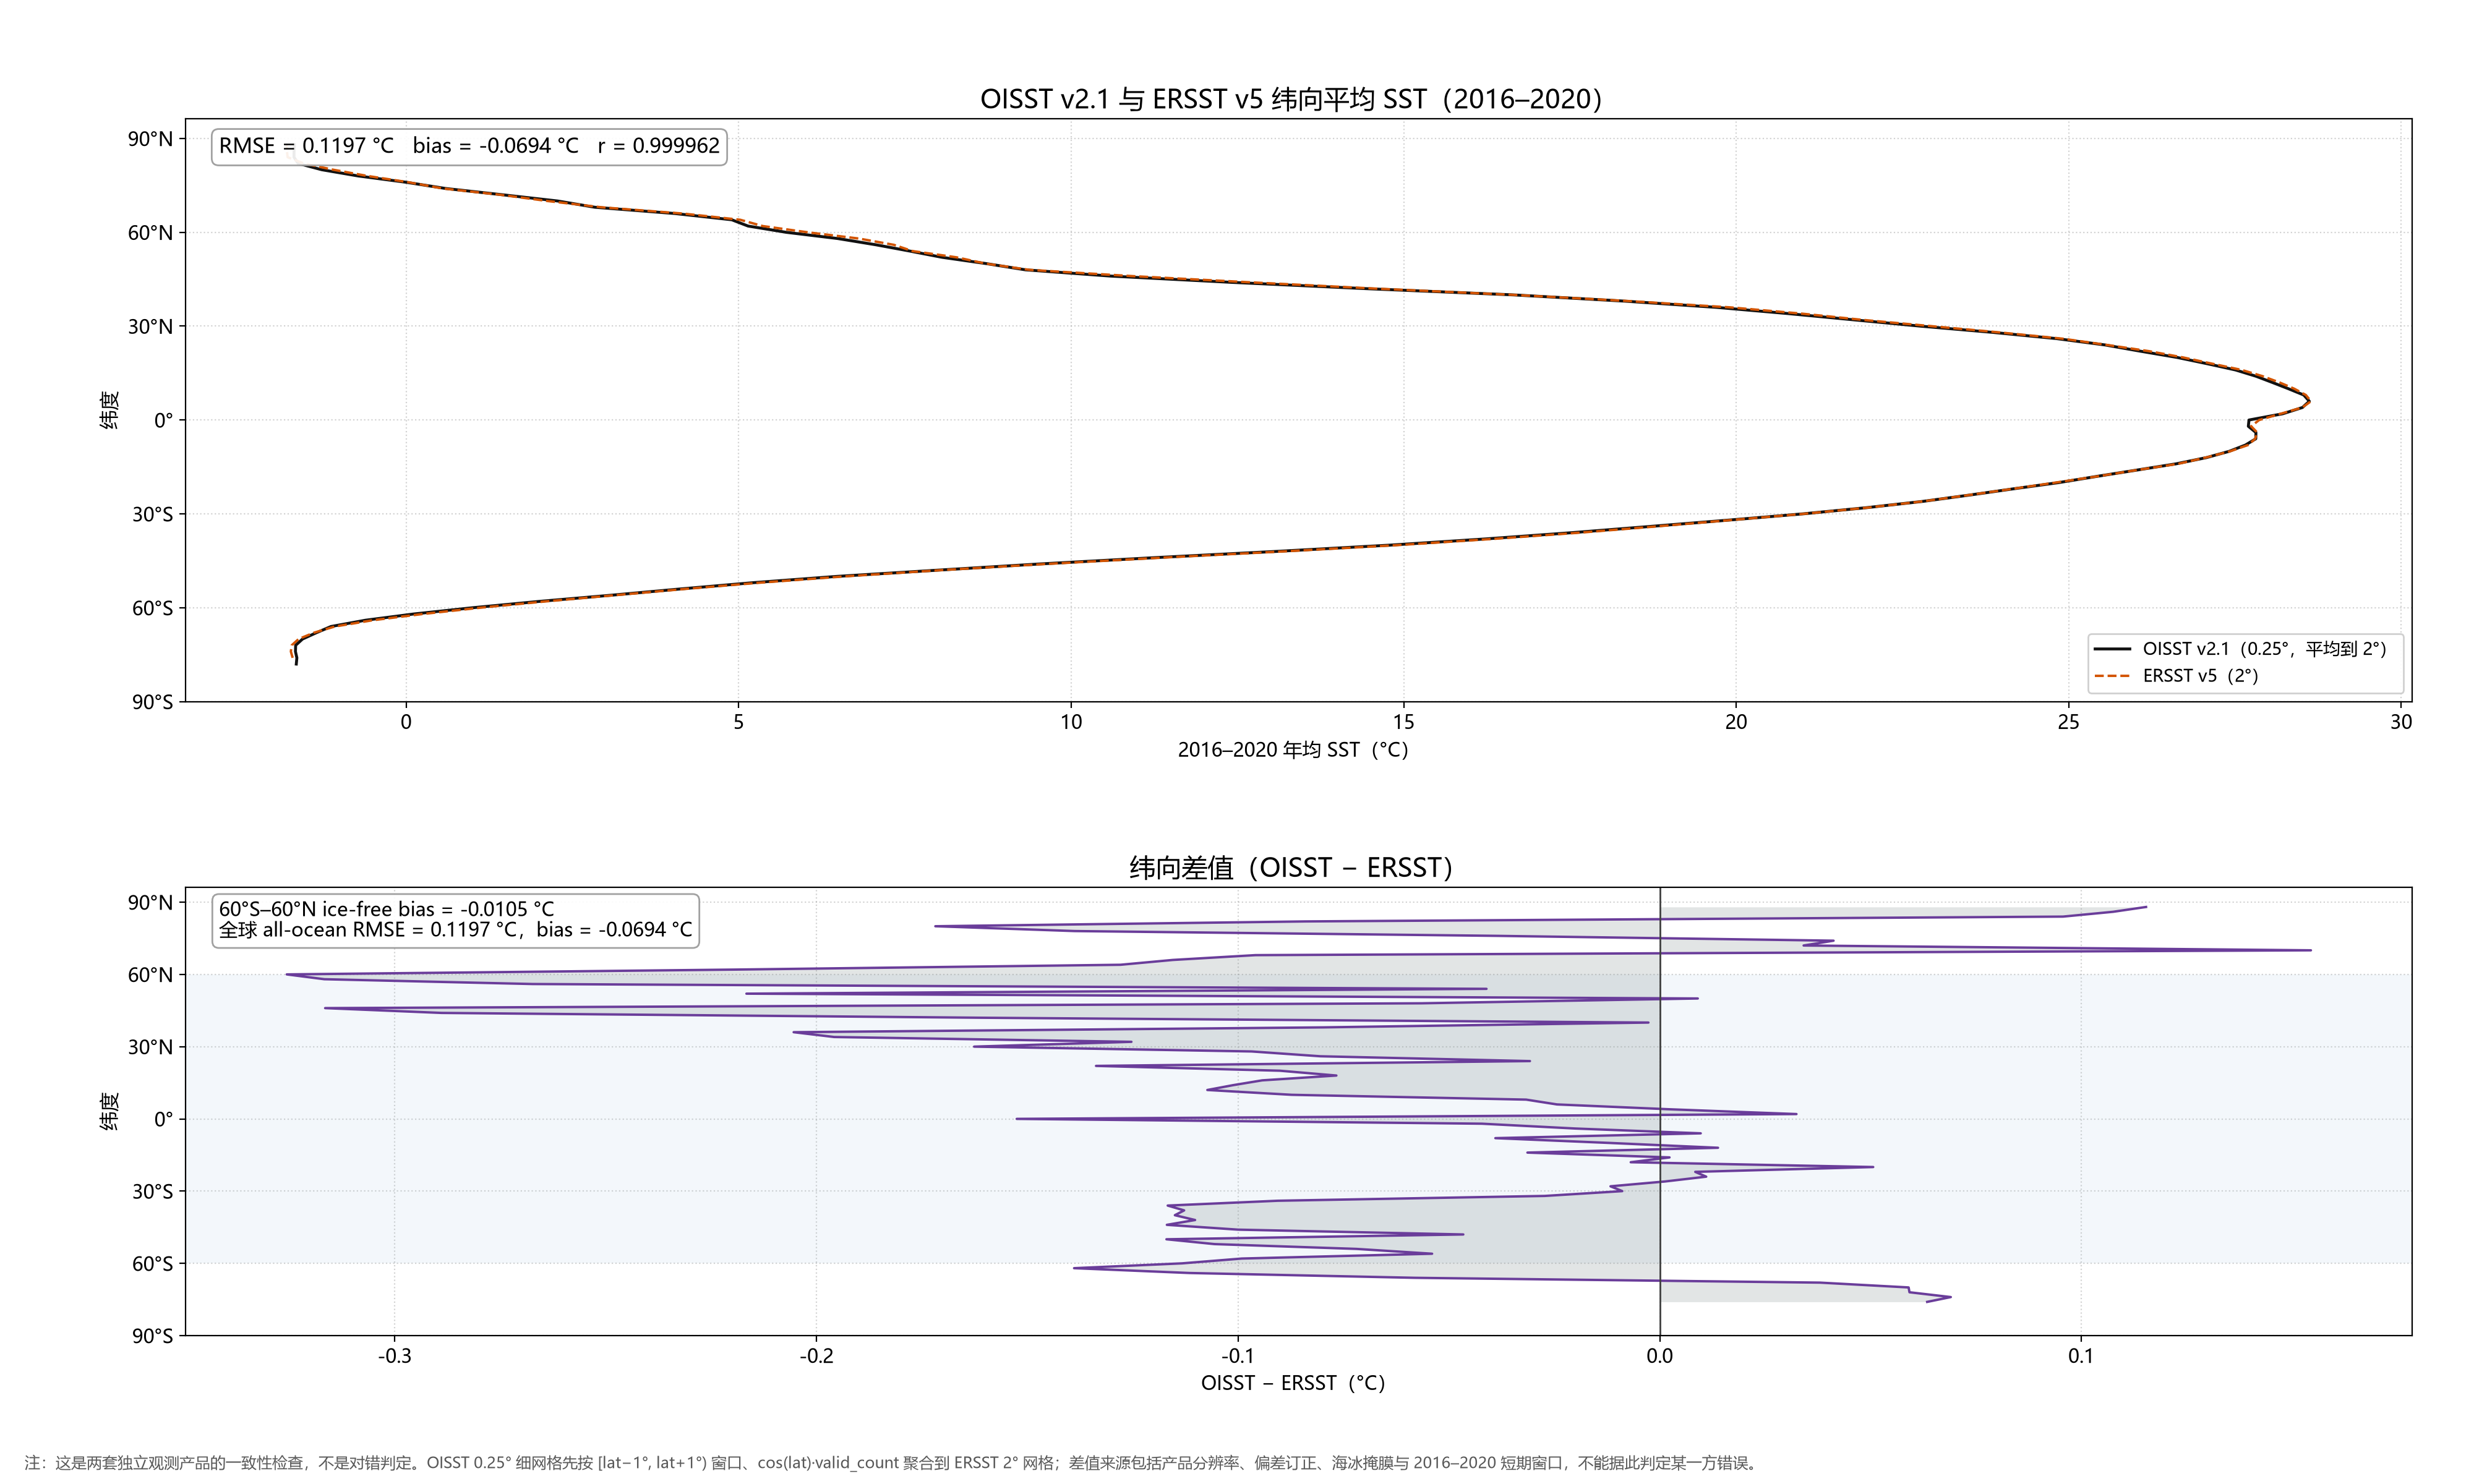 OISST v2.1 与 ERSST v5 纬向平均 SST（2016–2020）
RMSE = 0.1197 °C   bias = -0.0694 °C   r = 0.999962
90°N
60°N
30°N
0°
30°S
60°S
90°S
纬度
OISST v2.1（0.25°，平均到 2°）
ERSST v5（2°）
0 5 10 15 20 25 30
2016–2020 年均 SST（°C）
纬向差值（OISST − ERSST）
60°S–60°N ice-free bias = -0.0105 °C
全球 all-ocean RMSE = 0.1197 °C，bias = -0.0694 °C
90°N
60°N
30°N
0°
30°S
60°S
90°S
纬度
-0.3 -0.2 -0.1 0.0 0.1
OISST − ERSST（°C）
注：这是两套独立观测产品的一致性检查，不是对错判定。OISST 0.25° 细网格先按 [lat−1°, lat+1°) 窗口、cos(lat)·valid_count 聚合到 ERSST 2° 网格；差值来源包括产品分辨率、偏差订正、海冰掩膜与 2016–2020 短期窗口，不能据此判定某一方错误。